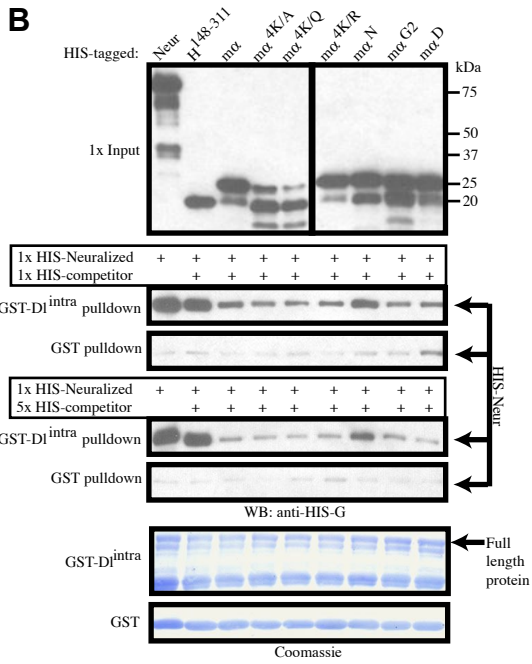 B
HIS-tagged: Neur H148-311 mα mα 4K/A mα 4K/Q mα 4K/R mα N mα G2 mα D
kDa
75
50
1x Input
37
25
20
1x HIS-Neuralized + + + + + + + + +
1x HIS-competitor + + + + + + + +
GST-Dlintra pulldown
GST pulldown
HIS-Neur
1x HIS-Neuralized + + + + + + + + +
5x HIS-competitor + + + + + + + +
GST-Dlintra pulldown
GST pulldown
WB: anti-HIS-G
GST-Dlintra
Full
length
protein
GST
Coomassie